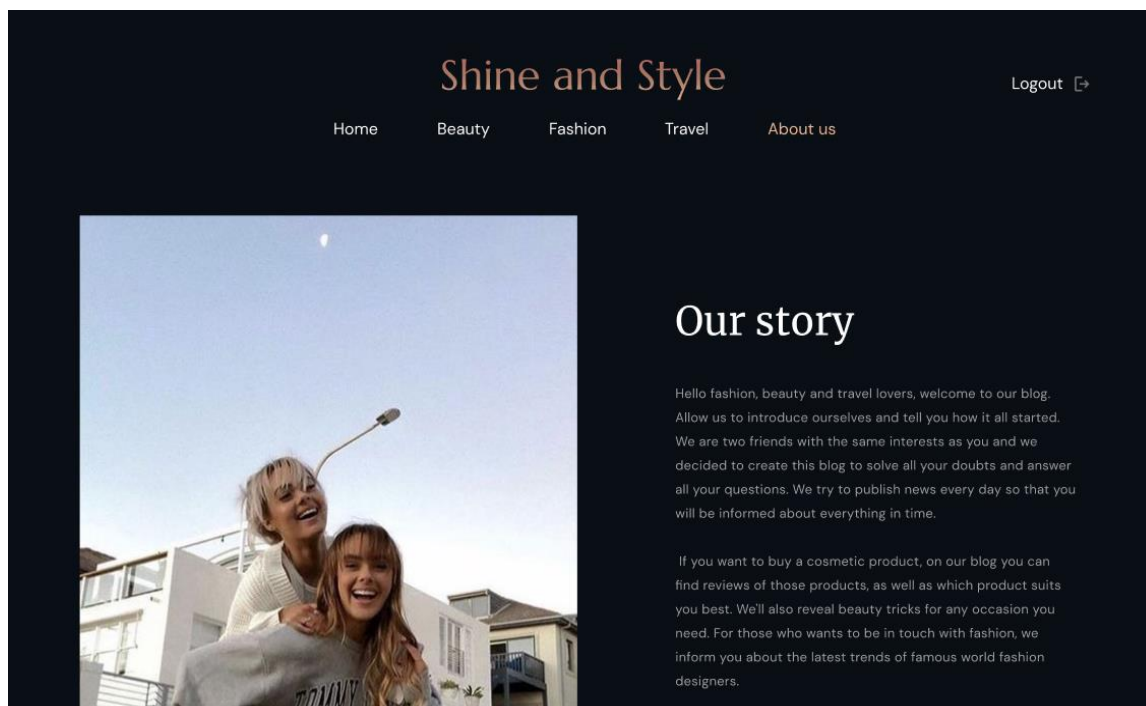 Shine and Style
Logout
Home Beauty Fashion Travel About us
Our story
Hello fashion, beauty and travel lovers, welcome to our blog.
Allow us to introduce ourselves and tell you how it all started.
We are two friends with the same interests as you and we
decided to create this blog to solve all your doubts and answer
all your questions. We try to publish news every day so that you
will be informed about everything in time.
If you want to buy a cosmetic product, on our blog you can
find reviews of those products, as well as which product suits
you best. We'll also reveal beauty tricks for any occasion you
need. For those who wants to be in touch with fashion, we
inform you about the latest trends of famous world fashion
designers.
TOMMY